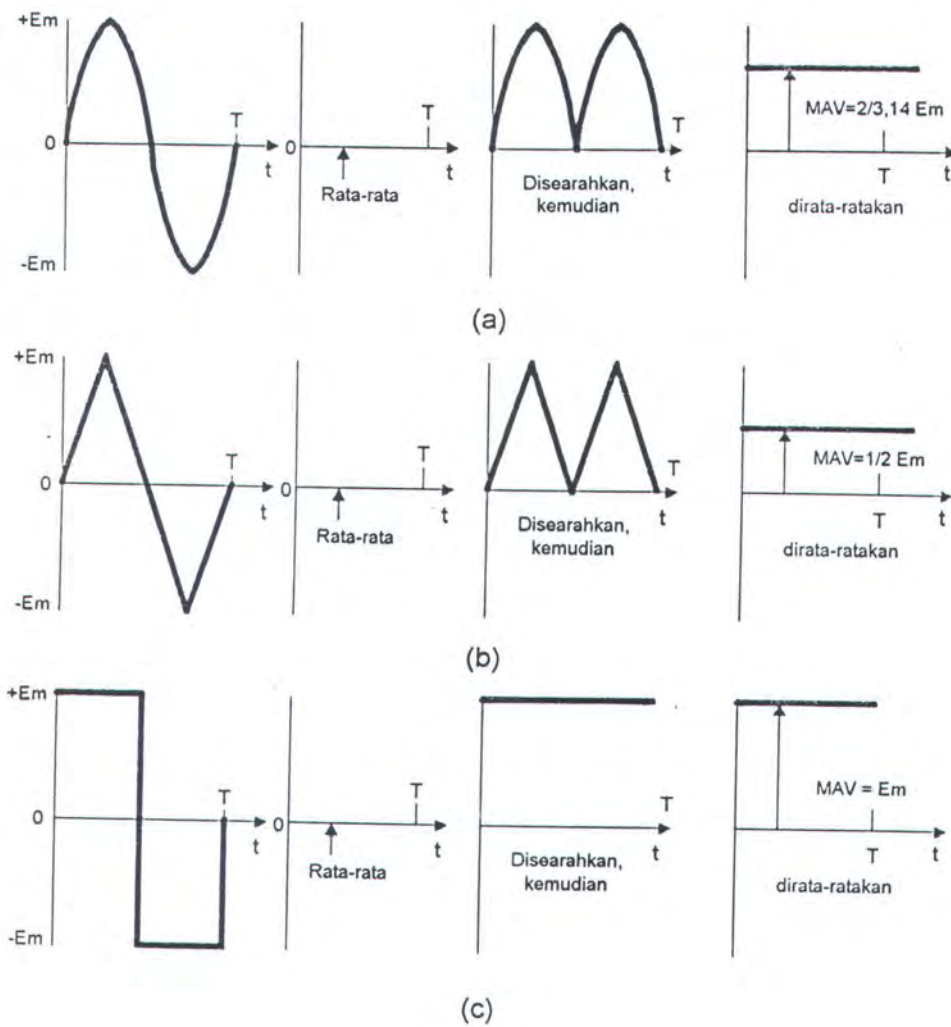 +Em
0
-Em
T
t
0
T
t
Rata-rata
T
t
Disearahkan,
kemudian
MAV=2/3,14 Em
T
t
dirata-ratakan
(a)
+Em
0
-Em
T
t
0
T
t
Rata-rata
T
t
Disearahkan,
kemudian
MAV=1/2 Em
T
t
dirata-ratakan
(b)
+Em
0
-Em
T
t
0
T
t
Rata-rata
T
t
Disearahkan,
kemudian
MAV = Em
T
t
dirata-ratakan
(c)